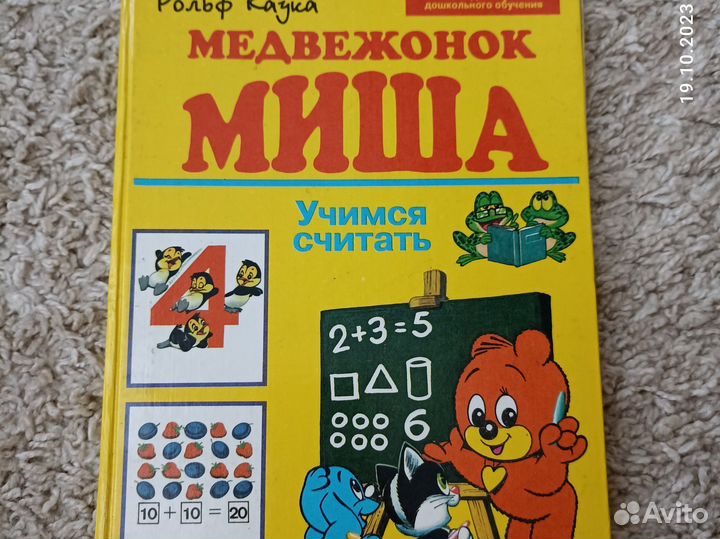 Рольф Каука
дошкольного обучения
МЕДВЕЖОНОК
МИША
Учимся
считать
4
2+3=5
6
10 + 10 = 20
19.10.2023
Avito